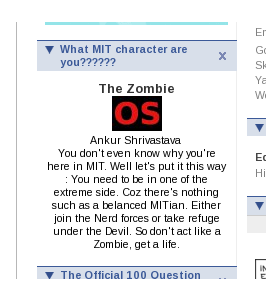 What MIT character are
you??????
x
The Zombie
OS
Ankur Shrivastava
You don't even know why you're
here in MIT. Well let's put it this way
: You need to be in one of the
extreme side. Coz there's nothing
such as a belanced MITian. Either
join the Nerd forces or take refuge
under the Devil. So don't act like a
Zombie, get a life.
The Official 100 Question
Er
Go
Sk
Ya
We
Ec
Hi